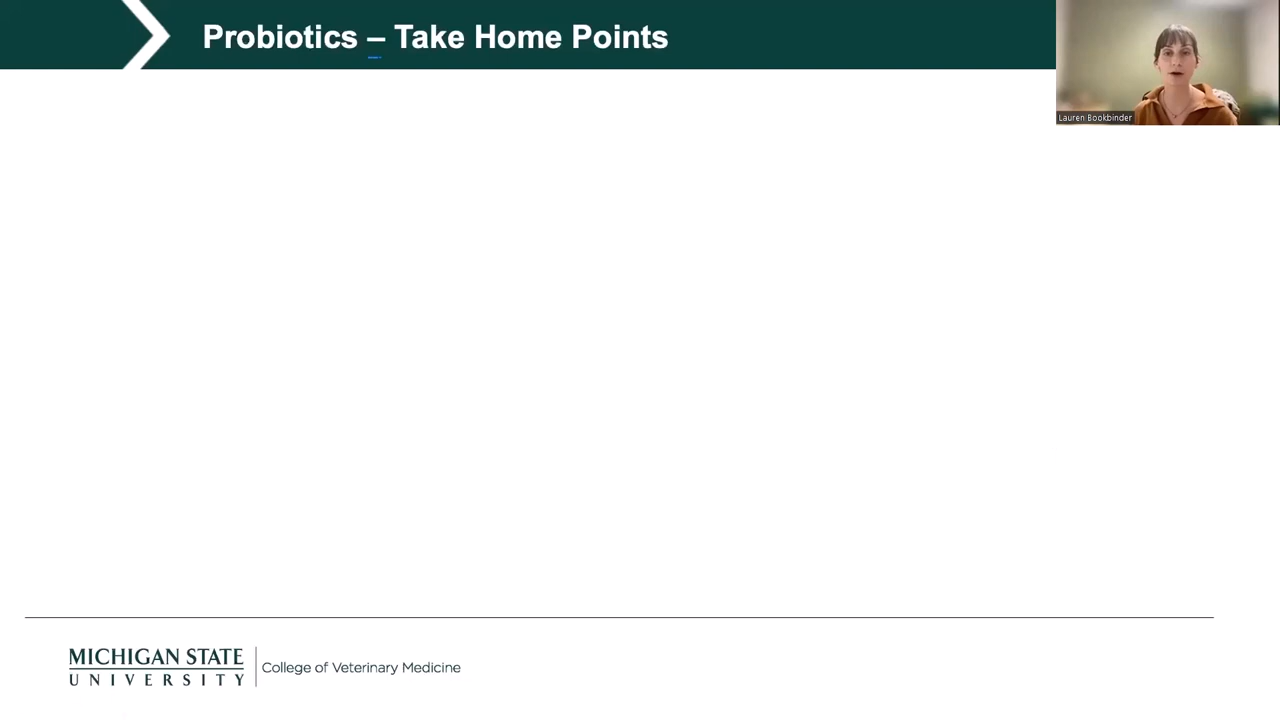 Probiotics – Take Home Points
Lauren Bookbinder
MICHIGAN STATE
UNIVERSITY
College of Veterinary Medicine